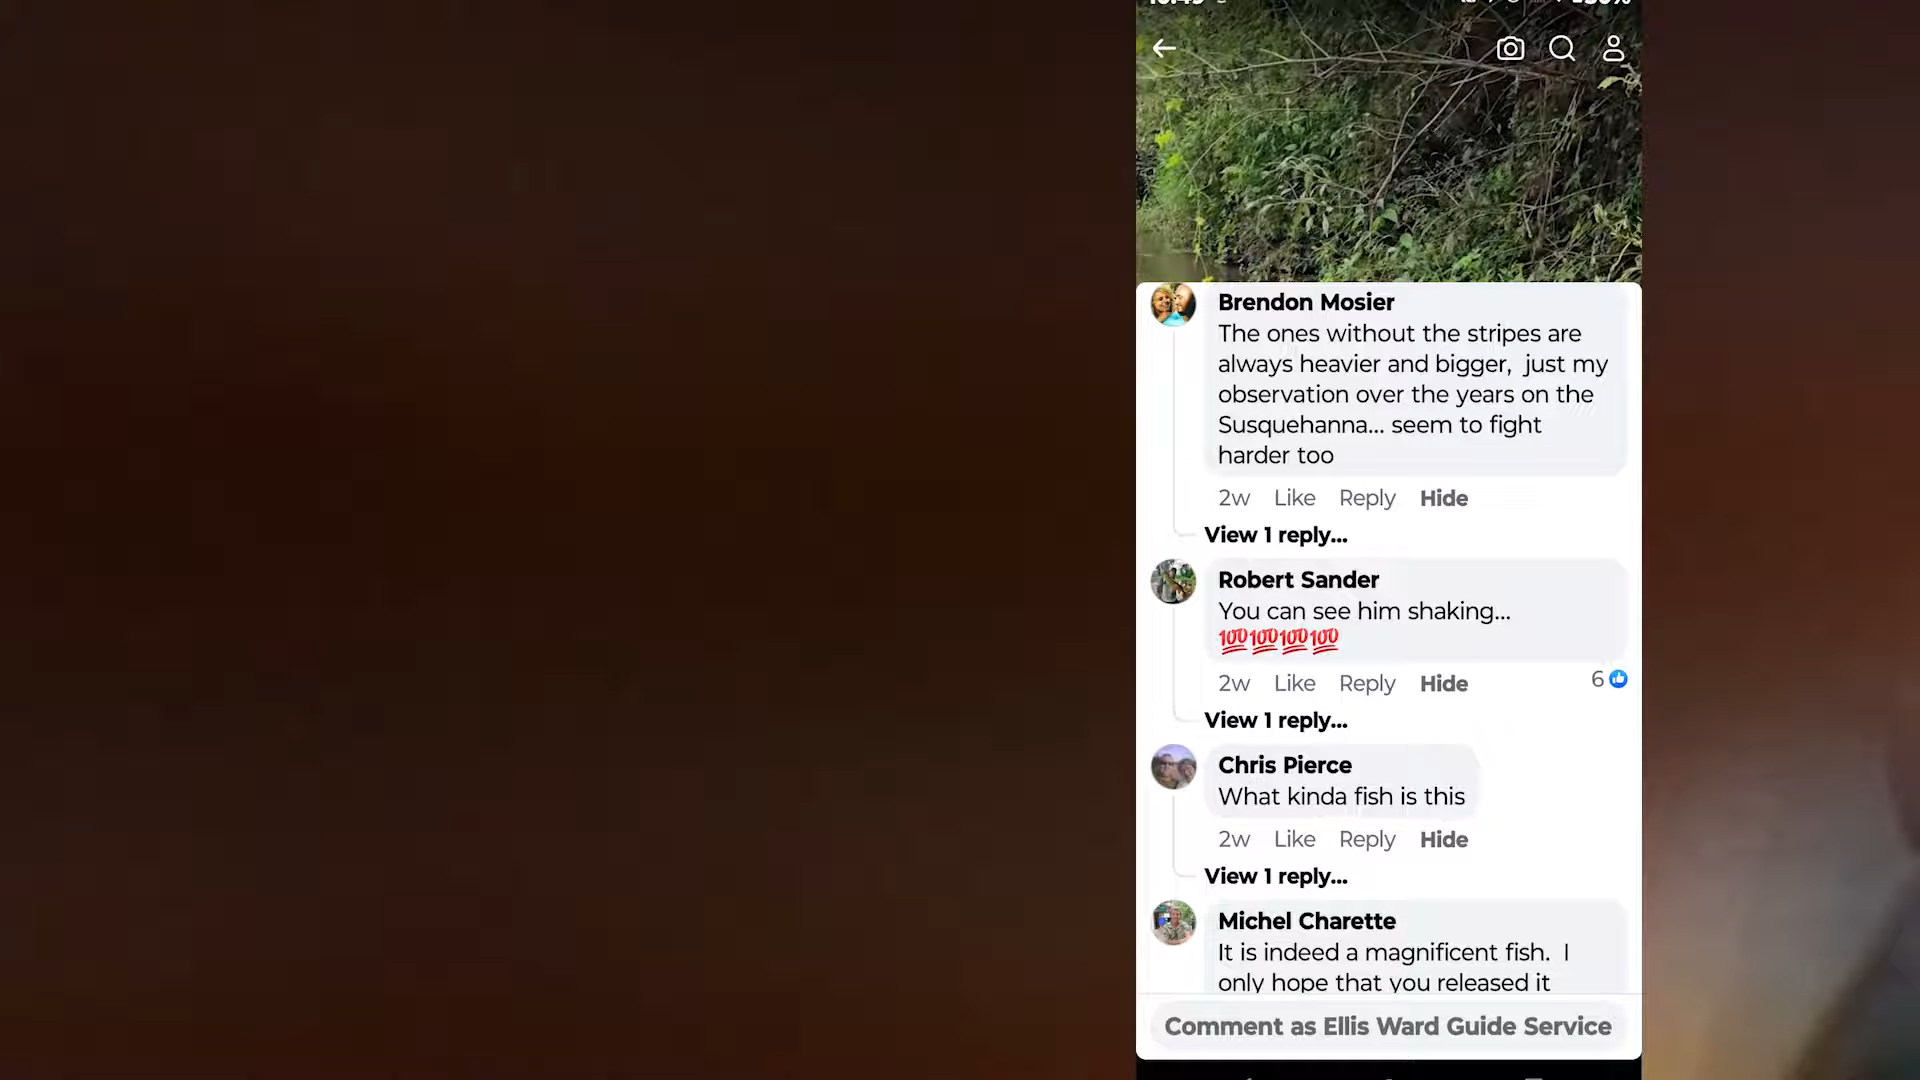 Brendon Mosier
The ones without the stripes are
always heavier and bigger,  just my
observation over the years on the
Susquehanna... seem to fight
harder too
2w Like Reply Hide
View 1 reply...
Robert Sander
You can see him shaking...
💯💯💯💯
2w Like Reply Hide 6
View 1 reply...
Chris Pierce
What kinda fish is this
2w Like Reply Hide
View 1 reply...
Michel Charette
It is indeed a magnificent fish.  I
only hope that you released it
Comment as Ellis Ward Guide Service